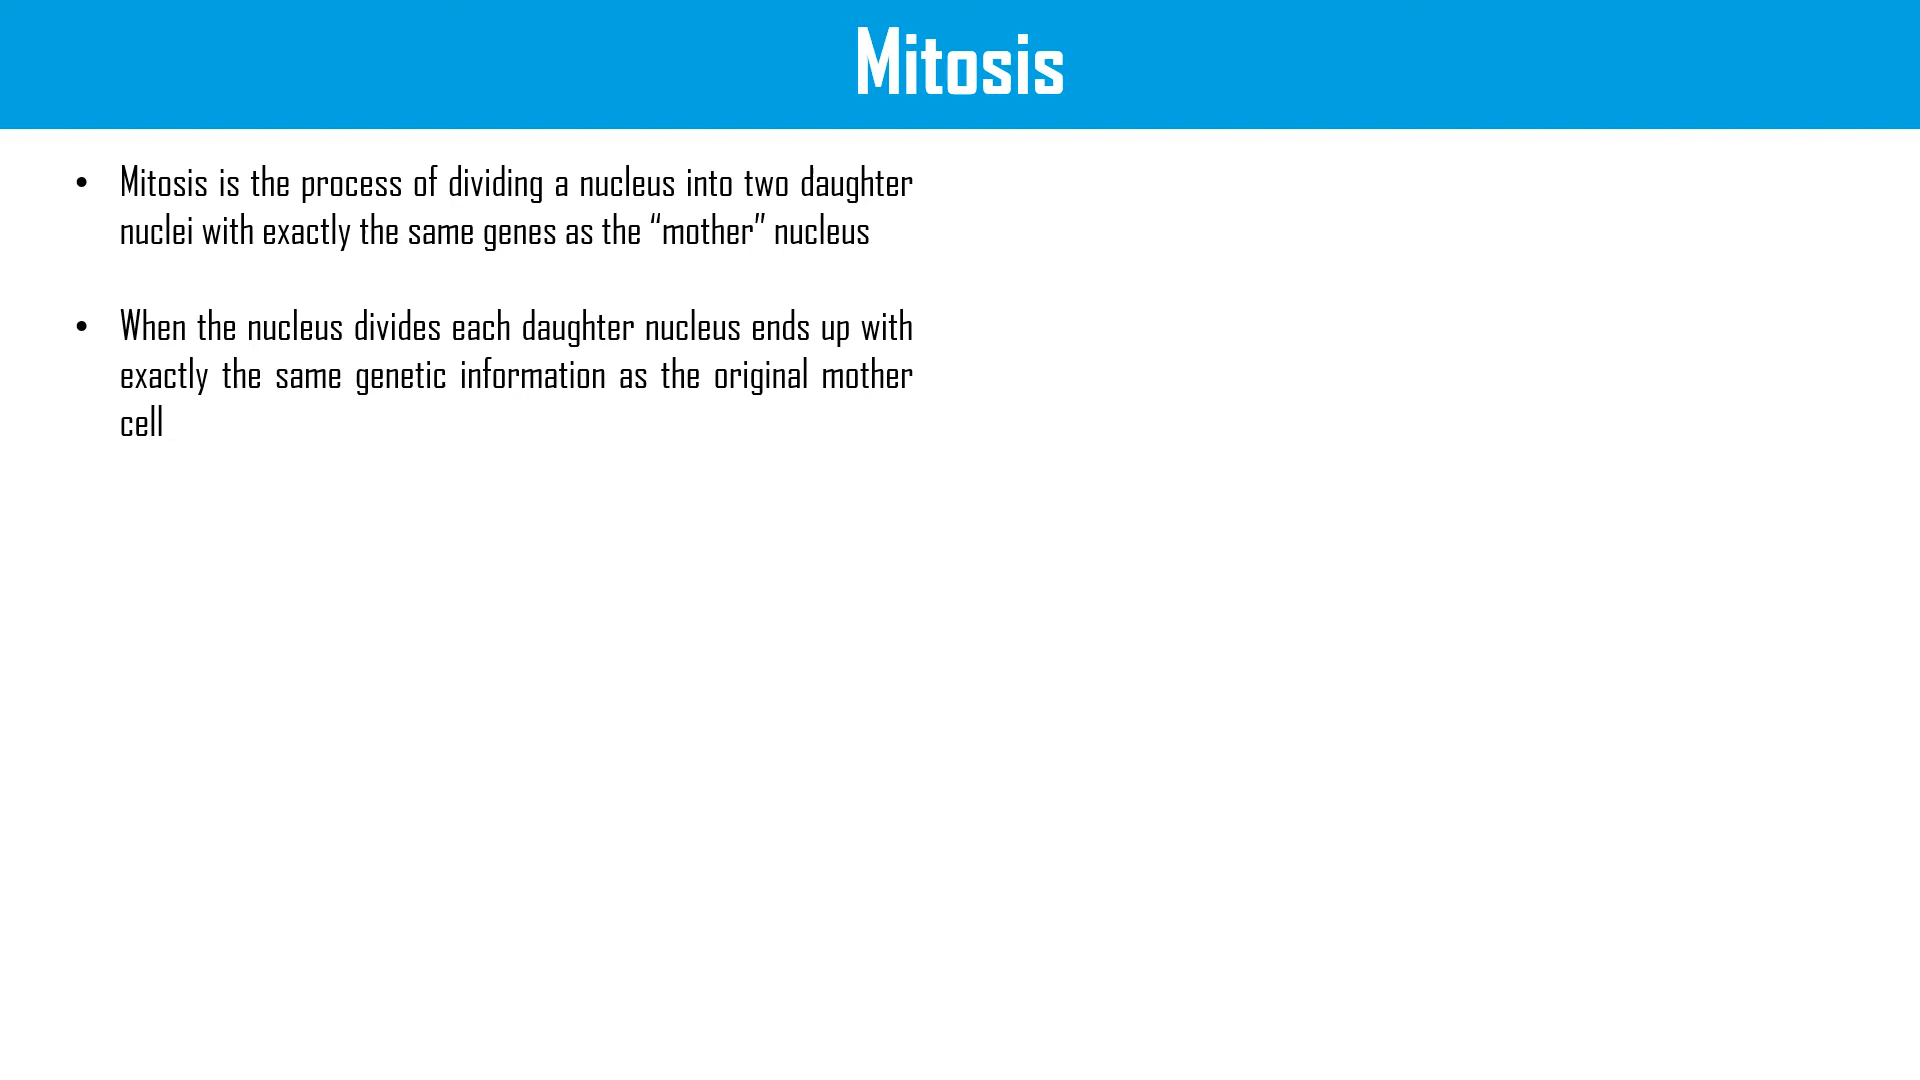 Mitosis
• Mitosis is the process of dividing a nucleus into two daughter
nuclei with exactly the same genes as the “mother” nucleus
• When the nucleus divides each daughter nucleus ends up with
exactly the same genetic information as the original mother
cell